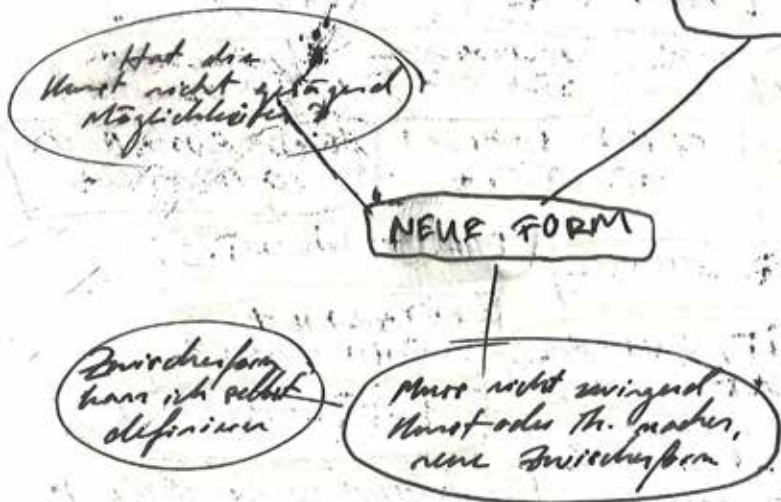 Hat die
Kunst nicht genügend
Möglichkeiten?
NEUE FORM
Zwischenform
kann ich selbst
definieren
Muss nicht zwingend
Kunst oder Th. machen,
neue Zwischenform